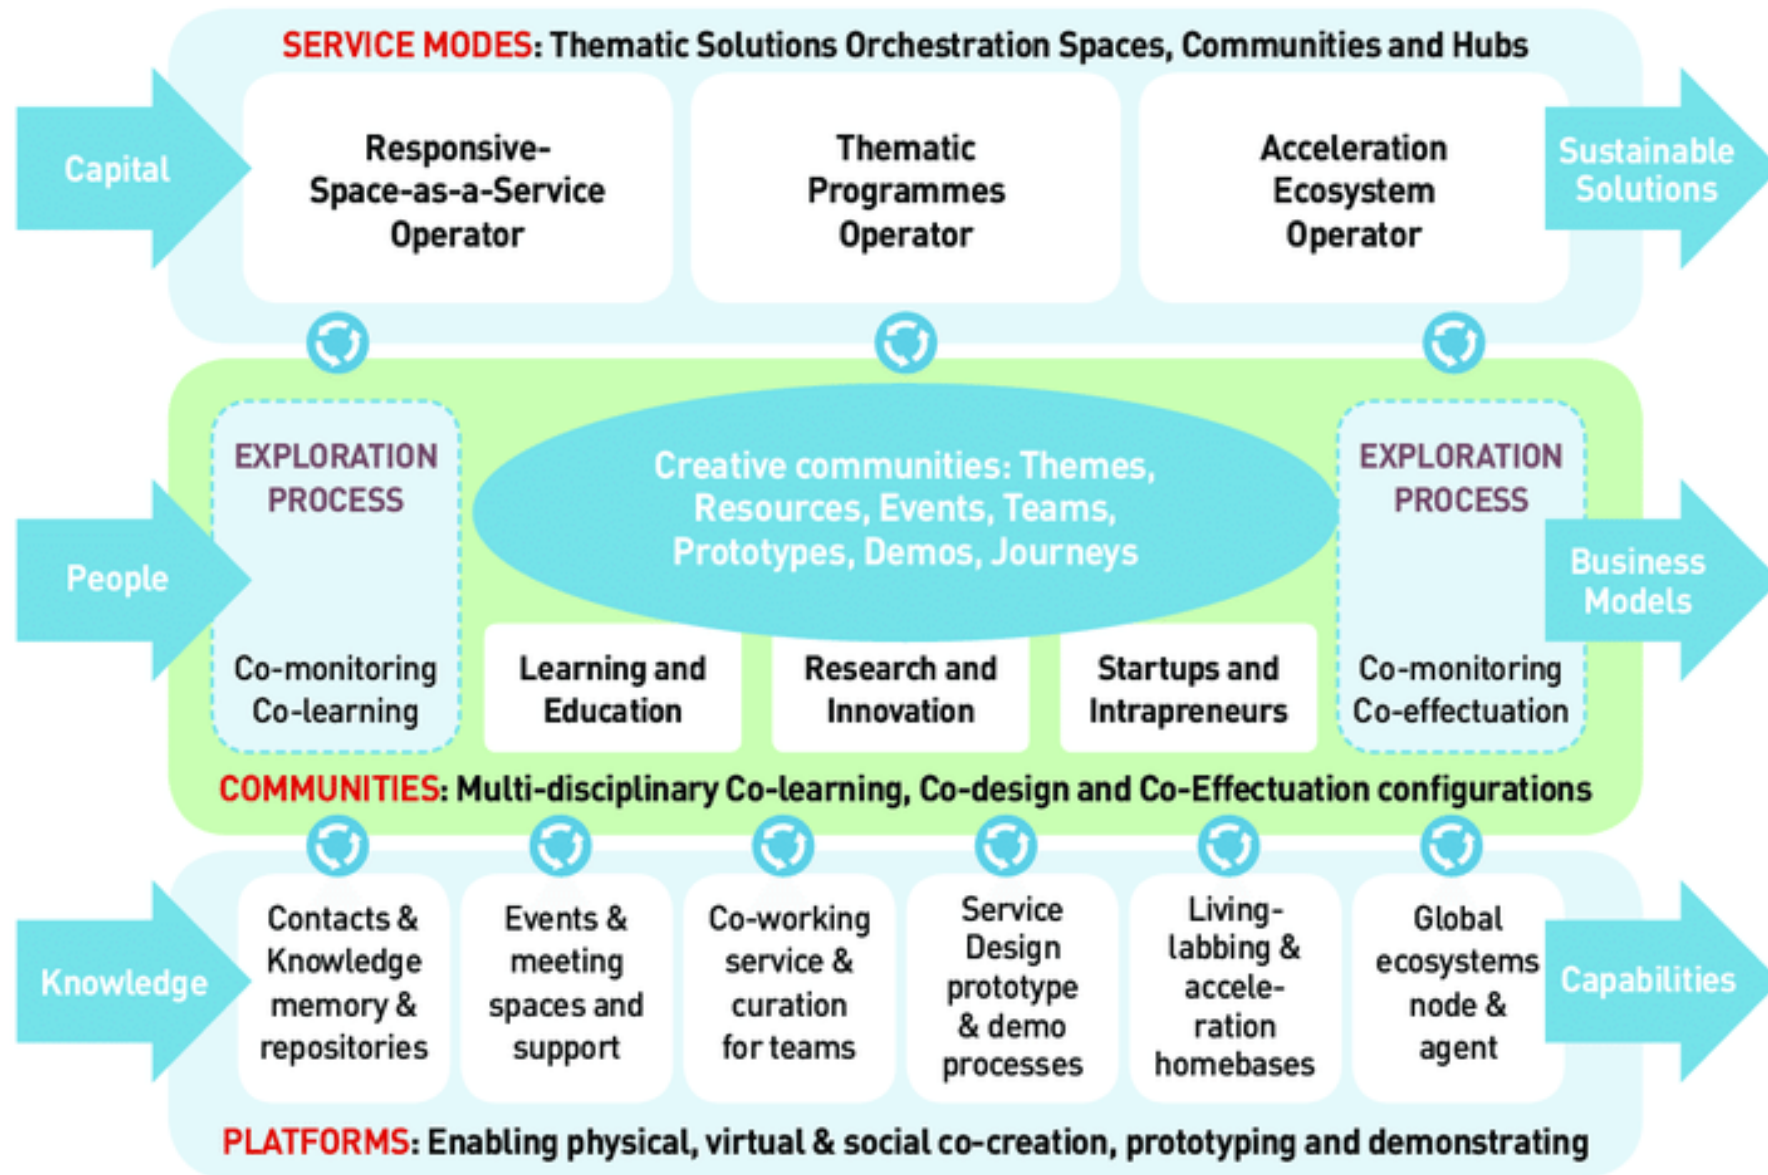 SERVICE MODES: Thematic Solutions Orchestration Spaces, Communities and Hubs
Capital
Responsive-
Space-as-a-Service
Operator
Thematic
Programmes
Operator
Acceleration
Ecosystem
Operator
Sustainable
Solutions
People
EXPLORATION
PROCESS
Co-monitoring
Co-learning
Creative communities: Themes,
Resources, Events, Teams,
Prototypes, Demos, Journeys
Learning and
Education
Research and
Innovation
Startups and
Intrapreneurs
EXPLORATION
PROCESS
Co-monitoring
Co-effectuation
Business
Models
COMMUNITIES: Multi-disciplinary Co-learning, Co-design and Co-Effectuation configurations
Knowledge
Contacts &
Knowledge
memory &
repositories
Events &
meeting
spaces and
support
Co-working
service &
curation
for teams
Service
Design
prototype
& demo
processes
Living-
labbing &
accele-
ration
homebases
Global
ecosystems
node &
agent
Capabilities
PLATFORMS: Enabling physical, virtual & social co-creation, prototyping and demonstrating